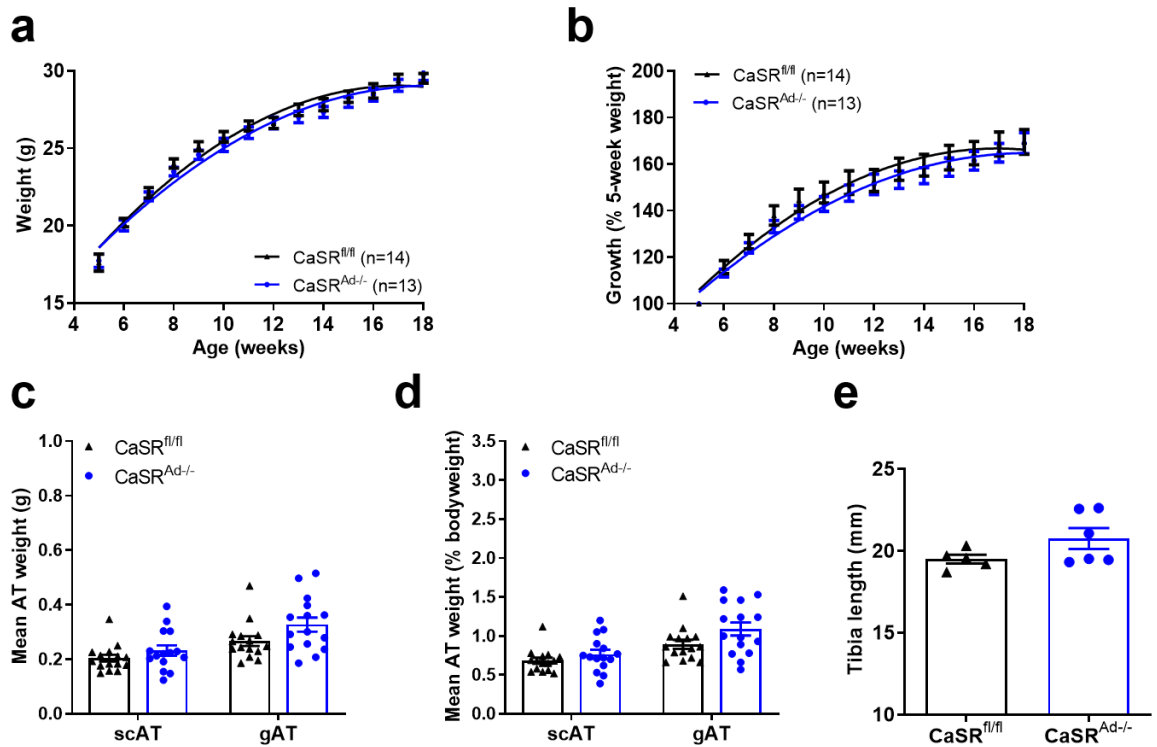 a
30
25
20
15
Weight (g)
CaSRfl/fl (n=14)
CaSRAd-/- (n=13)
4 6 8 10 12 14 16 18
Age (weeks)
b
200
180
160
140
120
100
Growth (% 5-week weight)
CaSRfl/fl (n=14)
CaSRAd-/- (n=13)
4 6 8 10 12 14 16 18
Age (weeks)
c
1.0
0.8
0.6
0.4
0.2
0.0
Mean AT weight (g)
CaSRfl/fl
CaSRAd-/-
scAT gAT
d
3.5
3.0
2.5
2.0
1.5
1.0
0.5
0.0
Mean AT weight (% bodyweight)
CaSRfl/fl
CaSRAd-/-
scAT gAT
e
25
20
15
10
Tibia length (mm)
CaSRfl/fl CaSRAd-/-